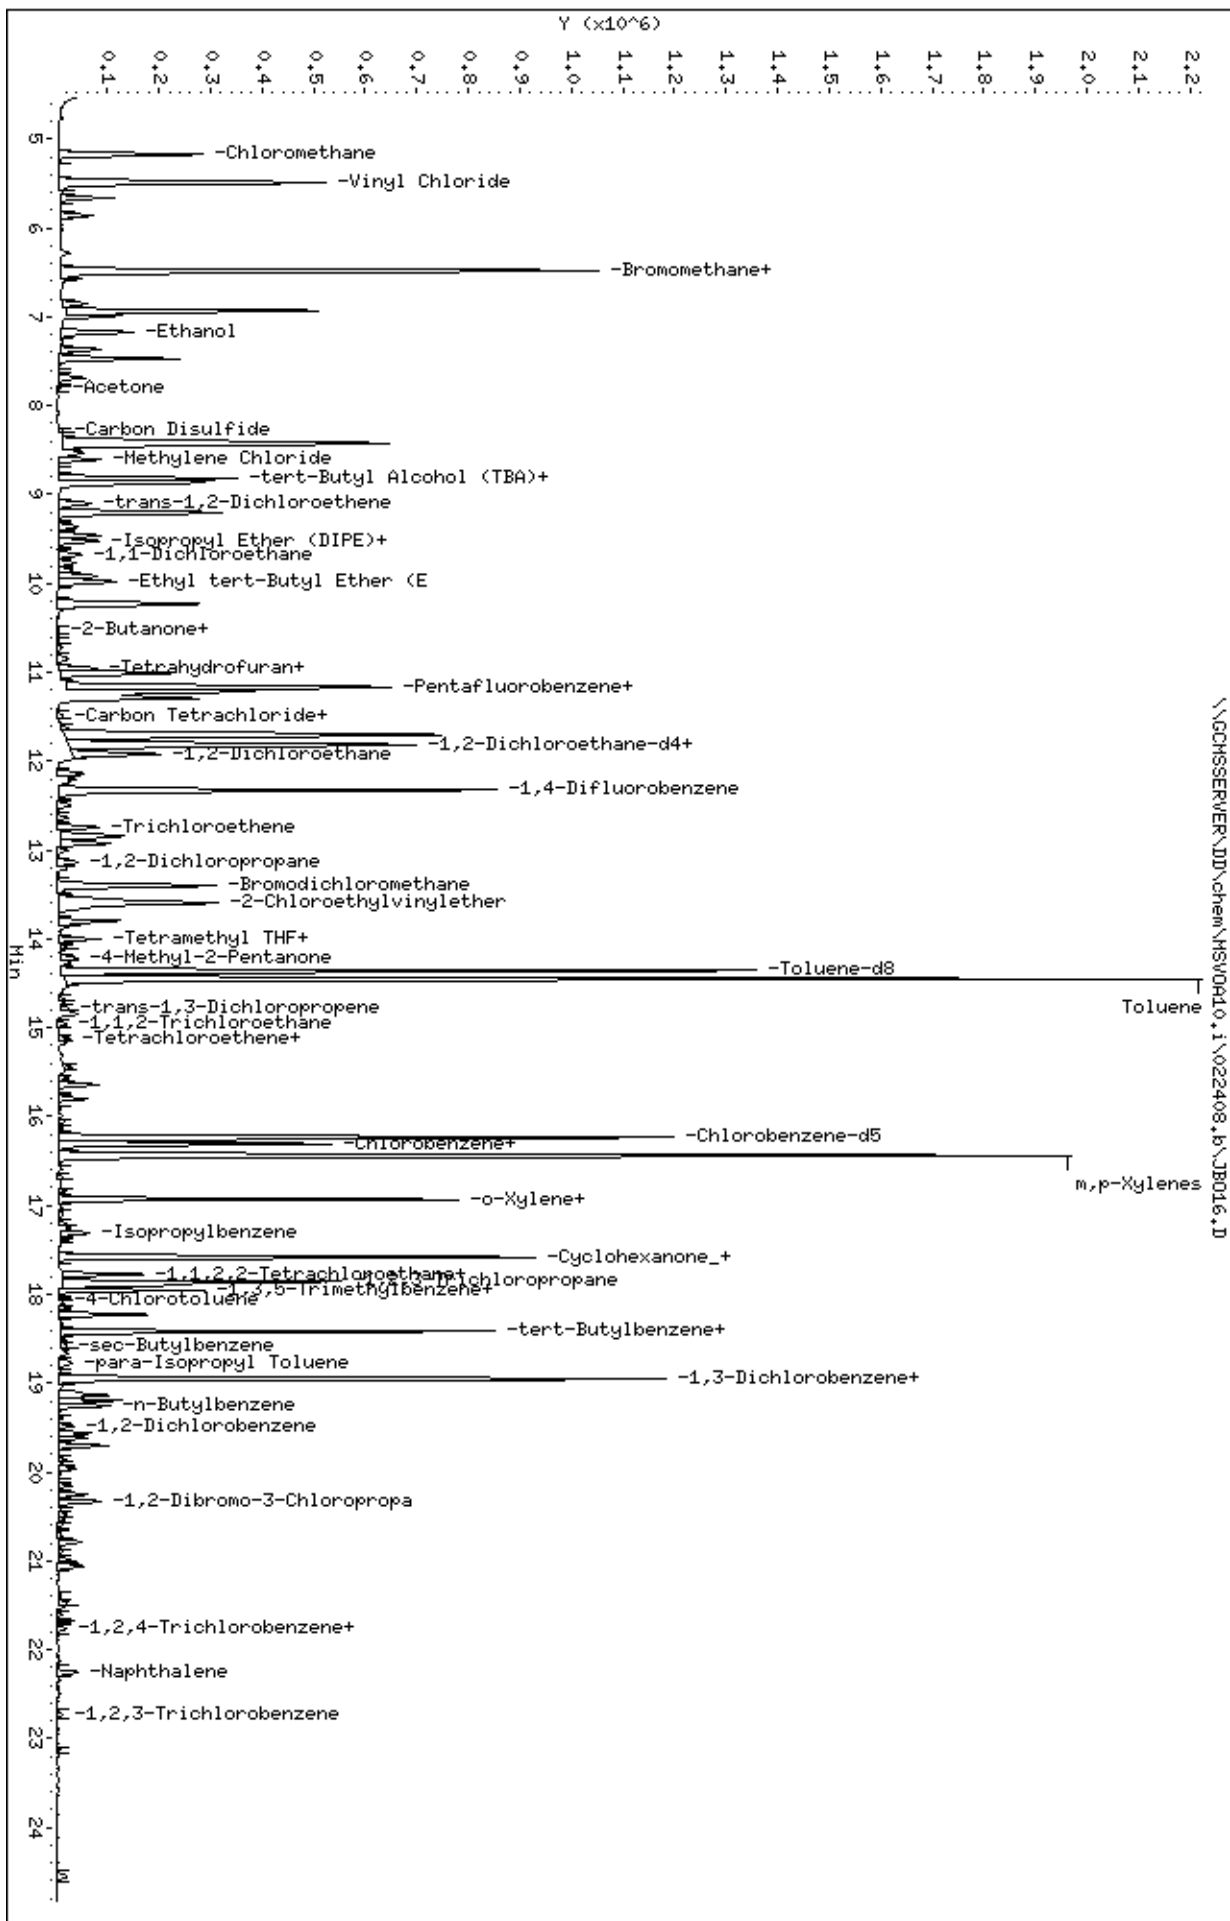 Y (x10^6)
0.1
0.2
0.3
0.4
0.5
0.6
0.7
0.8
0.9
1.0
1.1
1.2
1.3
1.4
1.5
1.6
1.7
1.8
1.9
2.0
2.1
2.2
\\GCMSSERVER\DD\chem\MSVOA10.i\022408.b\JB016.D
5
-Chloromethane
-Vinyl Chloride
6
-Bromomethane+
7
-Ethanol
-Acetone
8
-Carbon Disulfide
-Methylene Chloride
-tert-Butyl Alcohol (TBA)+
9
-trans-1,2-Dichloroethene
-Isopropyl Ether (DIPE)+
-1,1-Dichloroethane
10
-Ethyl tert-Butyl Ether (E
-2-Butanone+
11
-Tetrahydrofuran+
-Pentafluorobenzene+
-Carbon Tetrachloride+
-1,2-Dichloroethane-d4+
-1,2-Dichloroethane
12
-1,4-Difluorobenzene
-Trichloroethene
13
-1,2-Dichloropropane
-Bromodichloromethane
-2-Chloroethylvinylether
14
-Tetramethyl THF+
Min
-4-Methyl-2-Pentanone
-Toluene-d8
Toluene
-trans-1,3-Dichloropropene
-1,1,2-Trichloroethane
15
-Tetrachloroethene+
16
-Chlorobenzene-d5
-Chlorobenzene+
m,p-Xylenes
17
-o-Xylene+
-Isopropylbenzene
-Cyclohexanone_+
-1,1,2,2-Tetrachloroethane+
-1,2,3-Trichloropropane
-1,3,5-Trimethylbenzene+
18
-4-Chlorotoluene
-tert-Butylbenzene+
-sec-Butylbenzene
-para-Isopropyl Toluene
19
-1,3-Dichlorobenzene+
-n-Butylbenzene
-1,2-Dichlorobenzene
20
-1,2-Dibromo-3-Chloropropa
21
-1,2,4-Trichlorobenzene+
22
-Naphthalene
-1,2,3-Trichlorobenzene
23
24